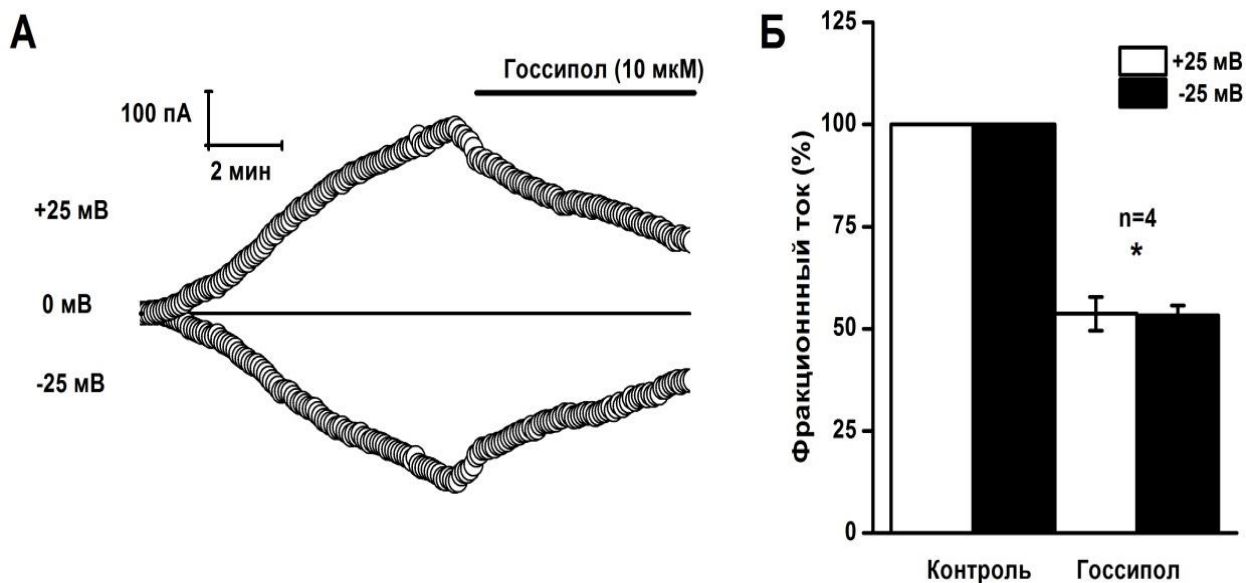 А
Госсипол (10 мкМ)
100 пА
2 мин
+25 мВ
0 мВ
-25 мВ
Б
Фракционнный ток (%)
125
100
75
50
25
0
+25 мВ
-25 мВ
n=4
*
Контроль
Госсипол